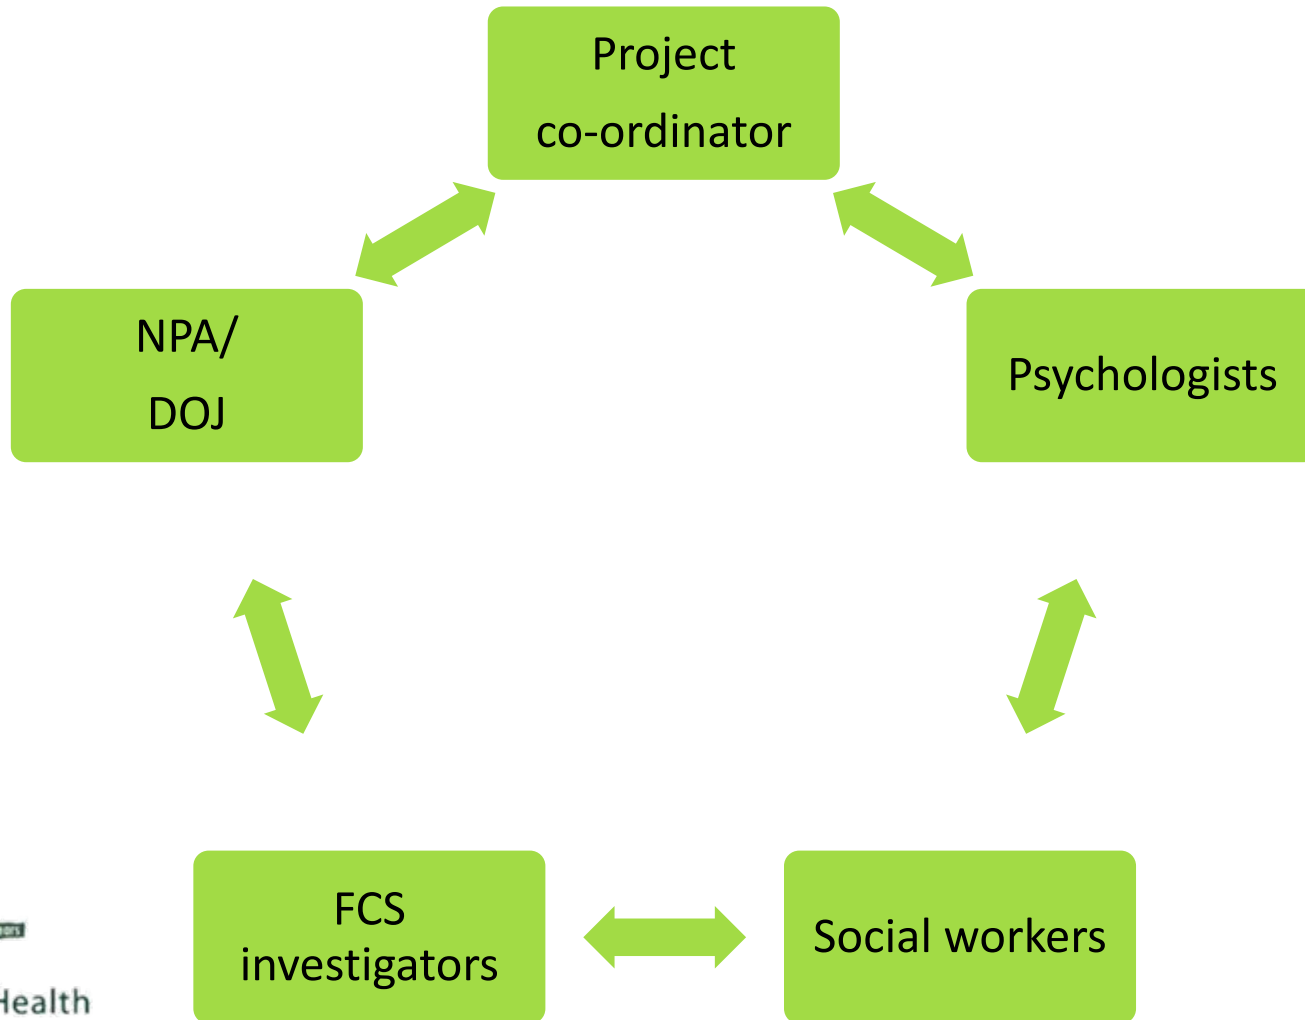 Project
co-ordinator
NPA/
DOJ
Psychologists
FCS
investigators
Social workers
Health